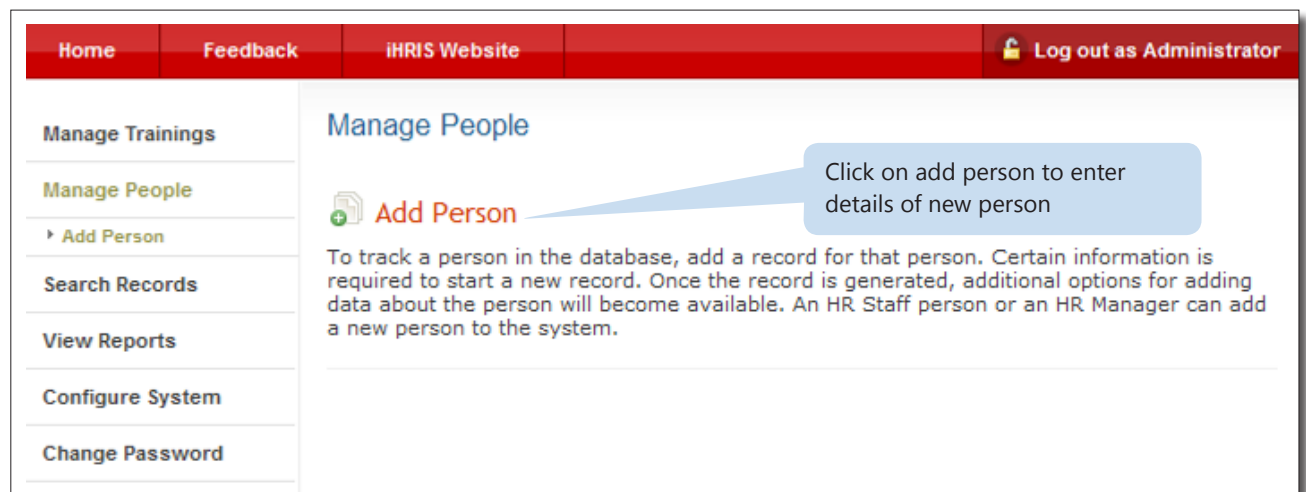 Home Feedback iHRIS Website Log out as Administrator
Manage Trainings
Manage People
Add Person
Search Records
View Reports
Configure System
Change Password
Manage People
Click on add person to enter
details of new person
Add Person
To track a person in the database, add a record for that person. Certain information is
required to start a new record. Once the record is generated, additional options for adding
data about the person will become available. An HR Staff person or an HR Manager can add
a new person to the system.